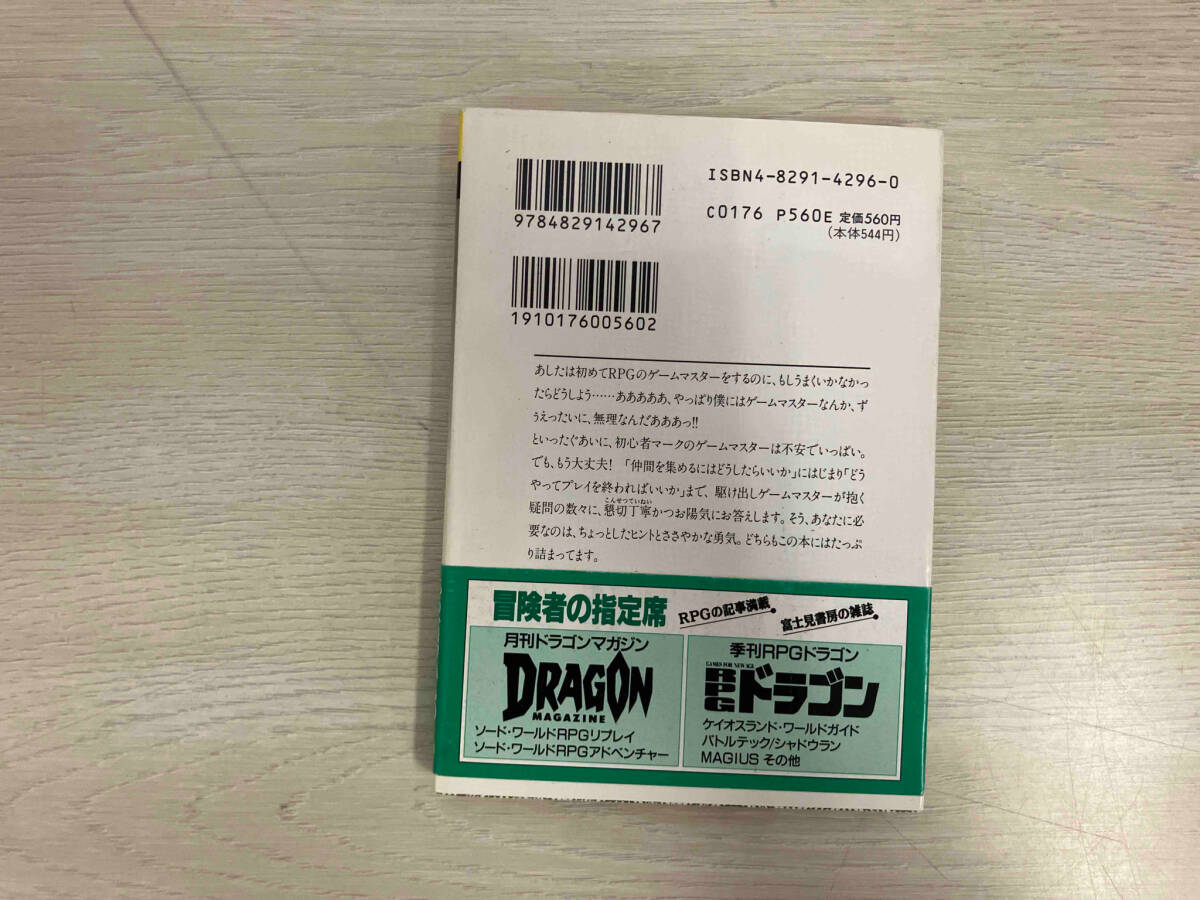 ISBN4-8291-4296-0
9784829142967
C0176 P560E 定価560円
(本体544円)
1910176005602
あしたは初めてRPGのゲームマスターをするのに、もしうまくいかなかっ
たらどうしよう……あああああ、やっぱり僕にはゲームマスターなんか、ず
ぅえったいに、無理なんだあああっ!!
といったぐあいに、初心者マークのゲームマスターは不安でいっぱい。
でも、もう大丈夫! 「仲間を集めるにはどうしたらいいか」にはじまり「どう
やってプレイを終わればいいか」まで、駆け出しゲームマスターが抱く
こんせつていねい
疑問の数々に、懇切丁寧かつお陽気にお答えします。そう、あなたに必
要なのは、ちょっとしたヒントとささやかな勇気。どちらもこの本にはたっぷ
り詰まってます。
冒険者の指定席
RPGの記事満載。
富士見書房の雑誌。
月刊ドラゴンマガジン
DRAGON
MAGAZINE
ソード・ワールドRPGリプレイ
ソード・ワールドRPGアドベンチャー
季刊RPGドラゴン
GAMES FOR NEW AGE
RPGドラゴン
ケイオスランド・ワールドガイド
バトルテック/シャドウラン
MAGIUS その他